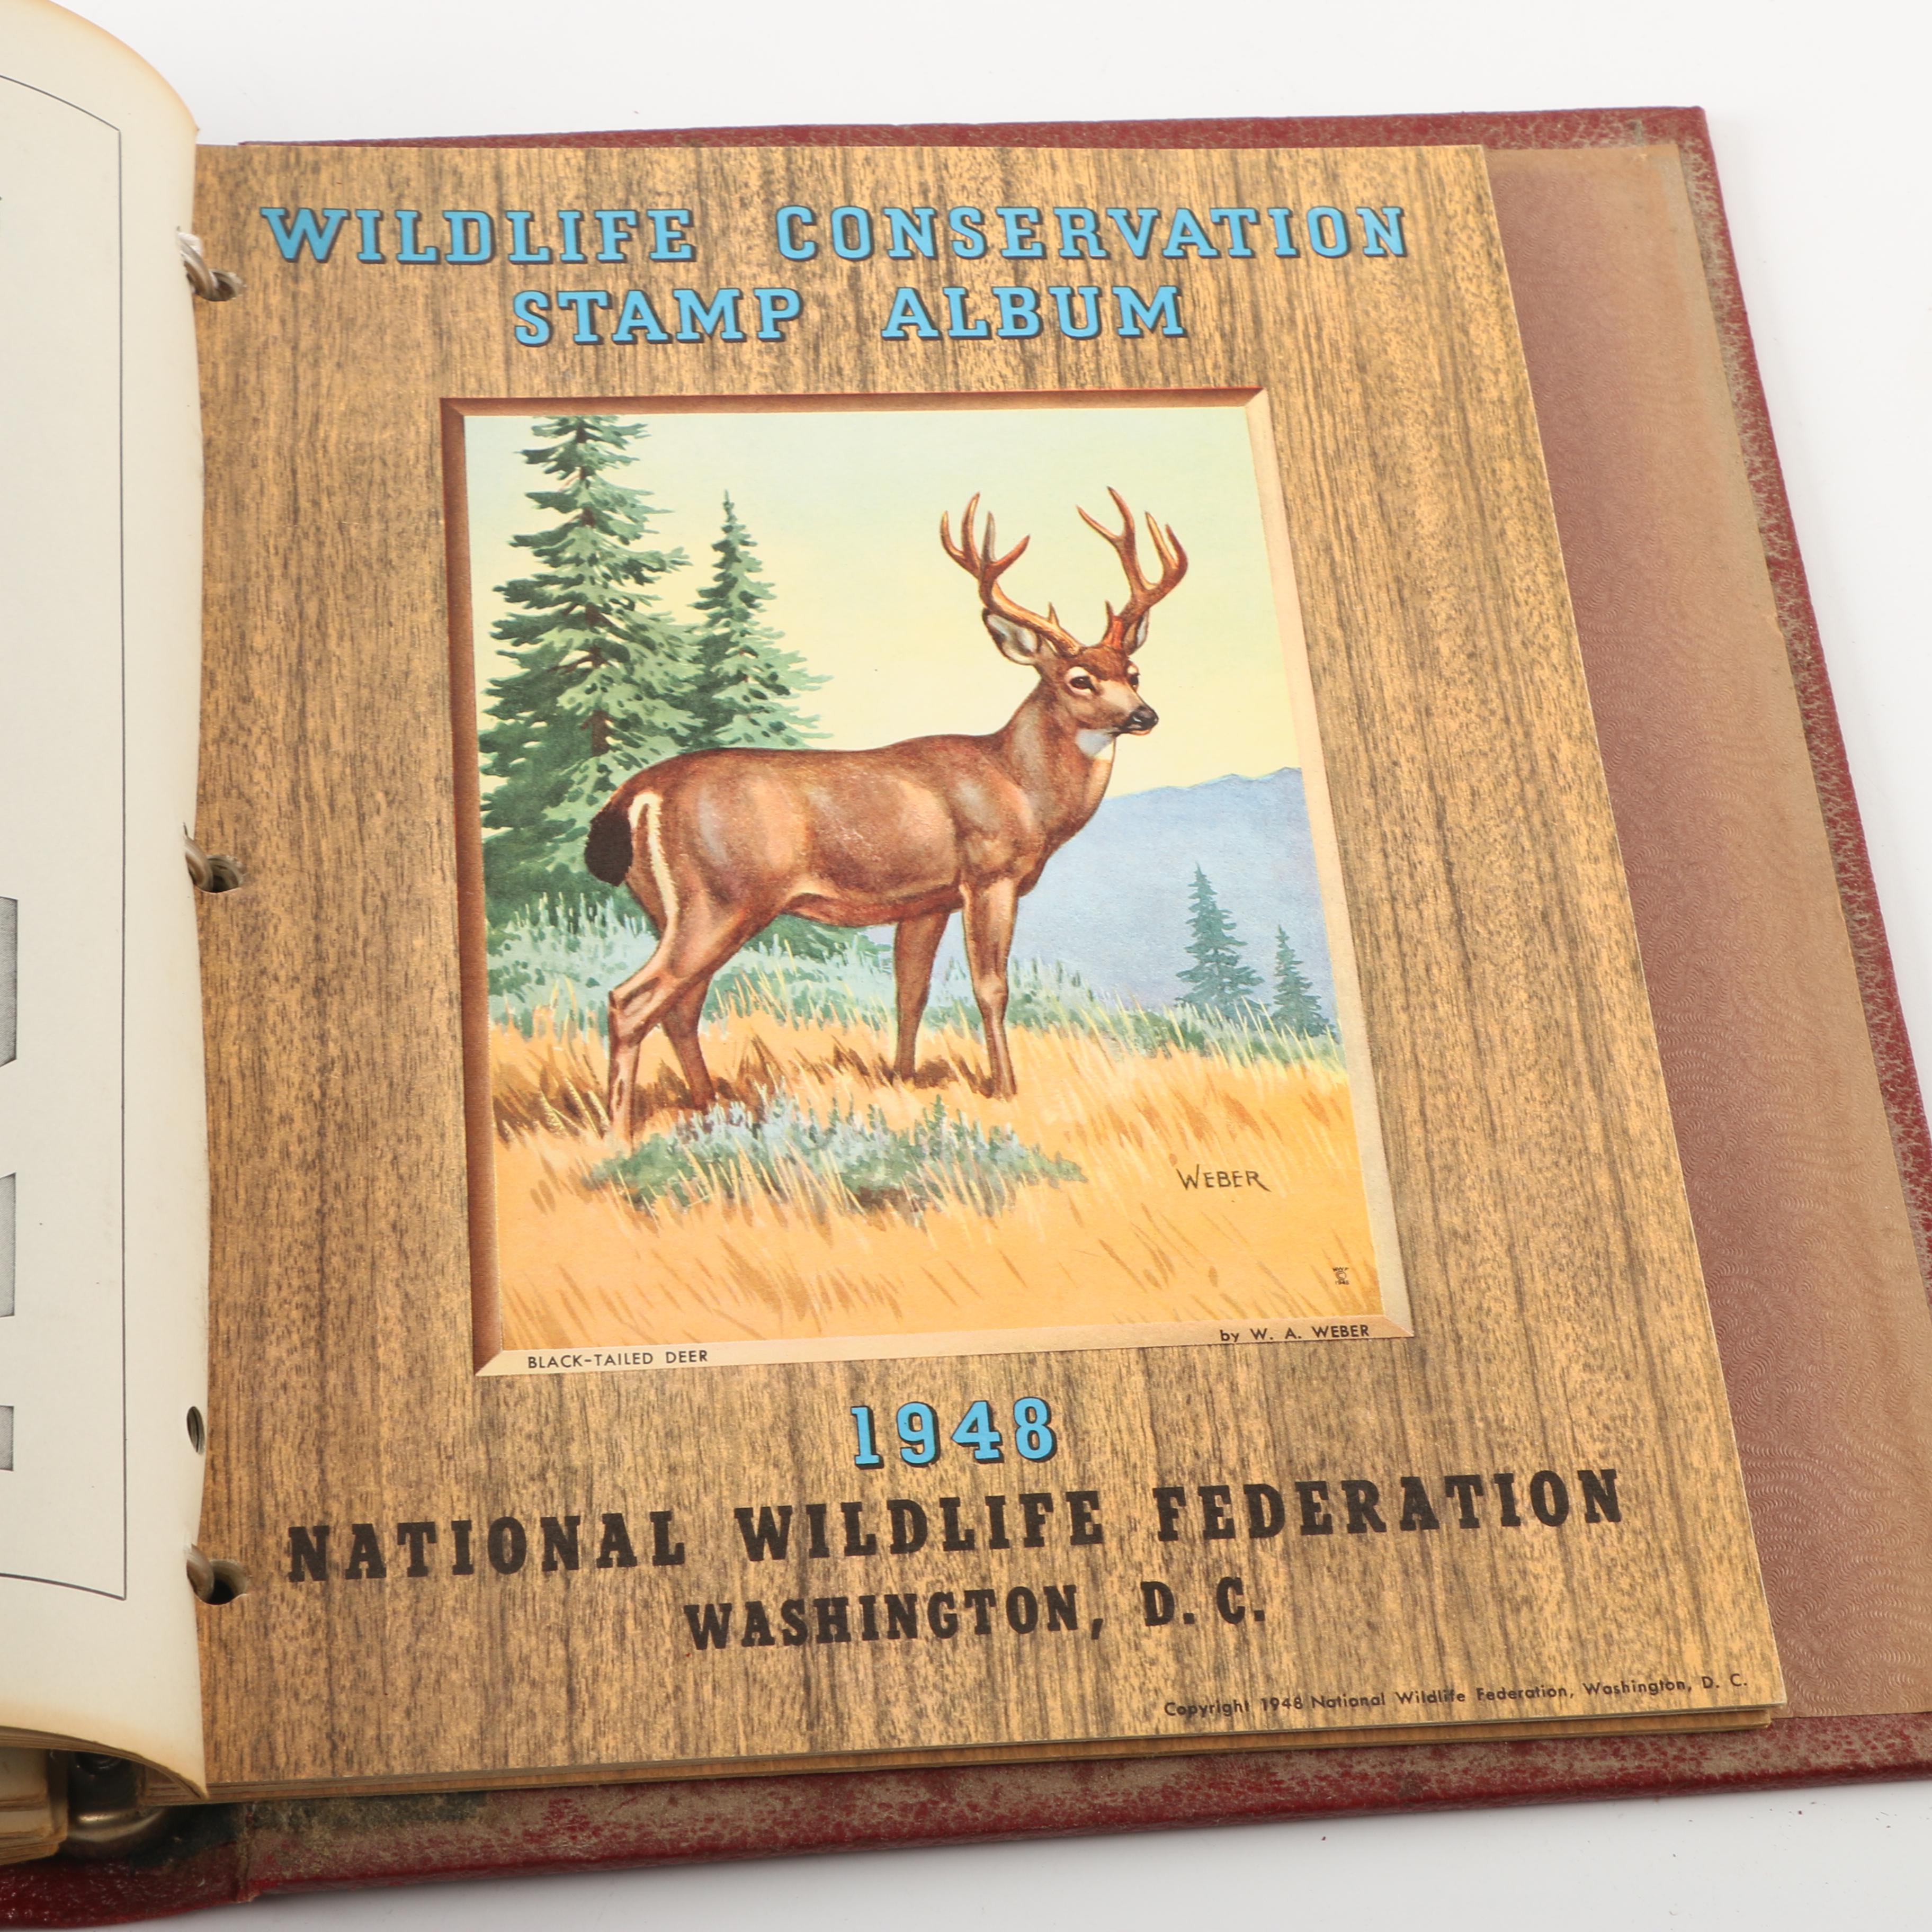 WILDLIFE CONSERVATION
STAMP ALBUM
WEBER
by W. A. WEBER
BLACK-TAILED DEER
1948
NATIONAL WILDLIFE FEDERATION
WASHINGTON, D. C.
Copyright 1948 National Wildlife Federation, Washington, D. C.